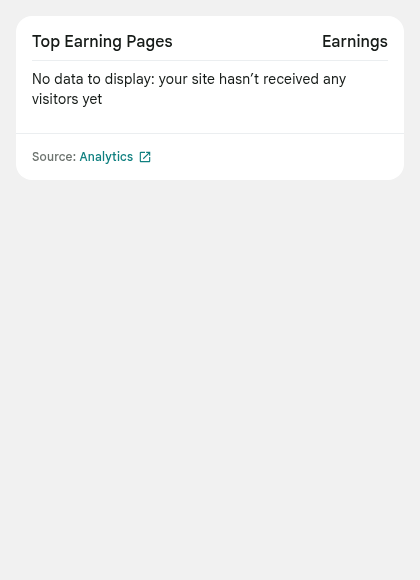 Top Earning Pages Earnings
No data to display: your site hasn’t received any
visitors yet
Source: Analytics